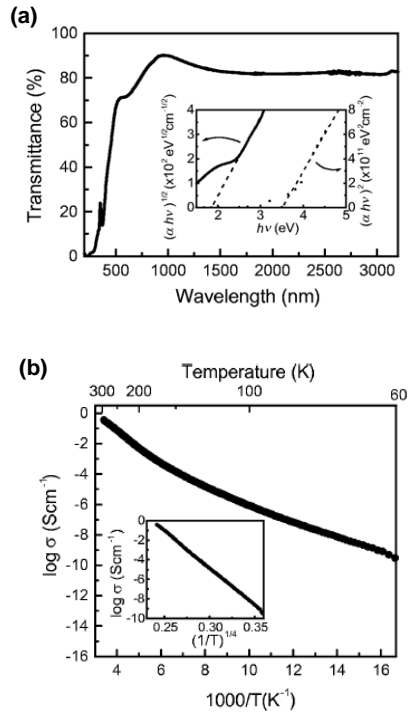 (a)
Transmittance (%)
100
80
60
40
20
0
500 1000 1500 2000 2500 3000
Wavelength (nm)
(α hν )^1/2 (x10^2 eV^1/2cm^-1/2)
4
3
2
1
0
2 3 4 5
hν (eV)
8
4
0
(α hν )^2 (x10^11 eV^2cm^-2)
(b)
Temperature (K)
300 200 100 60
log σ (Scm^-1)
0
-2
-4
-6
-8
-10
-12
-14
-16
4 6 8 10 12 14 16
1000/T(K^-1)
log σ (Scm^-1)
0
-2
-4
-6
-8
-10
0.25 0.30 0.35
(1/T)^1/4